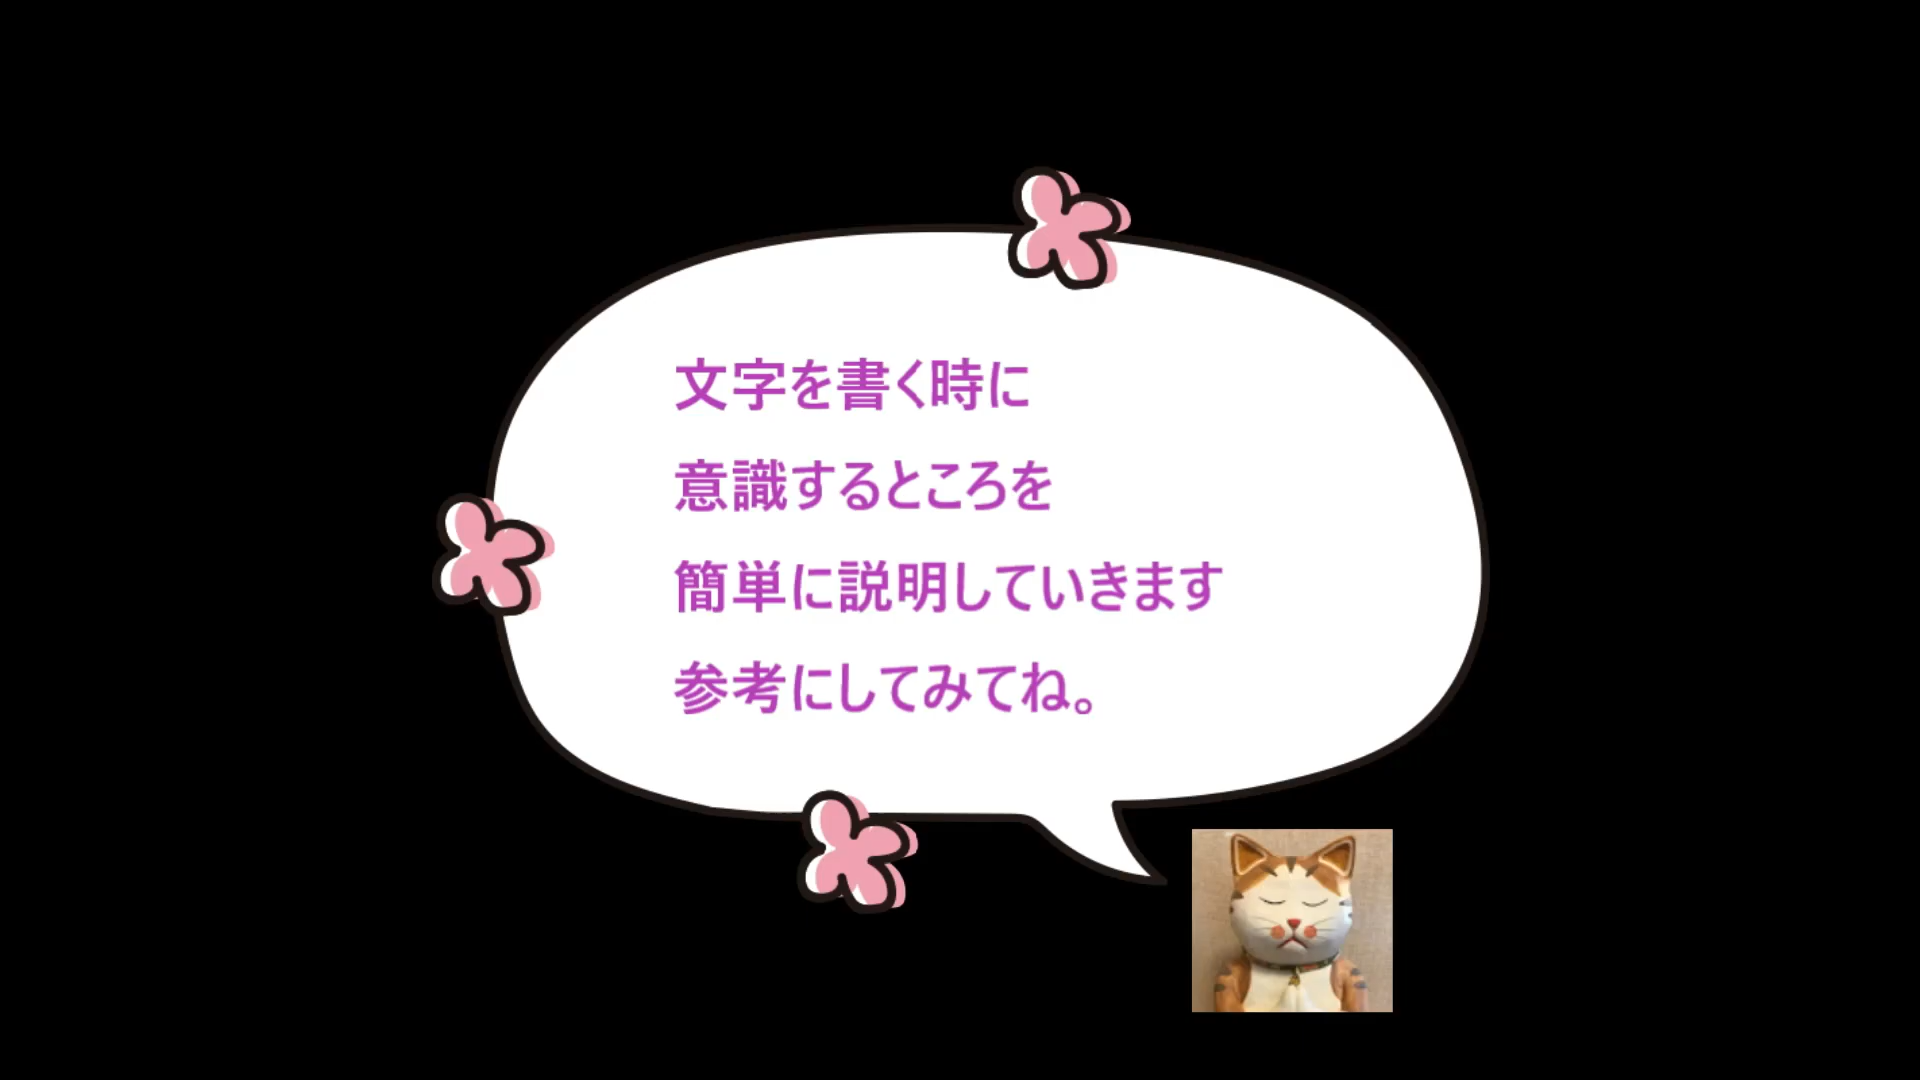 文字を書く時に
意識するところを
簡単に説明していきます
参考にしてみてね。